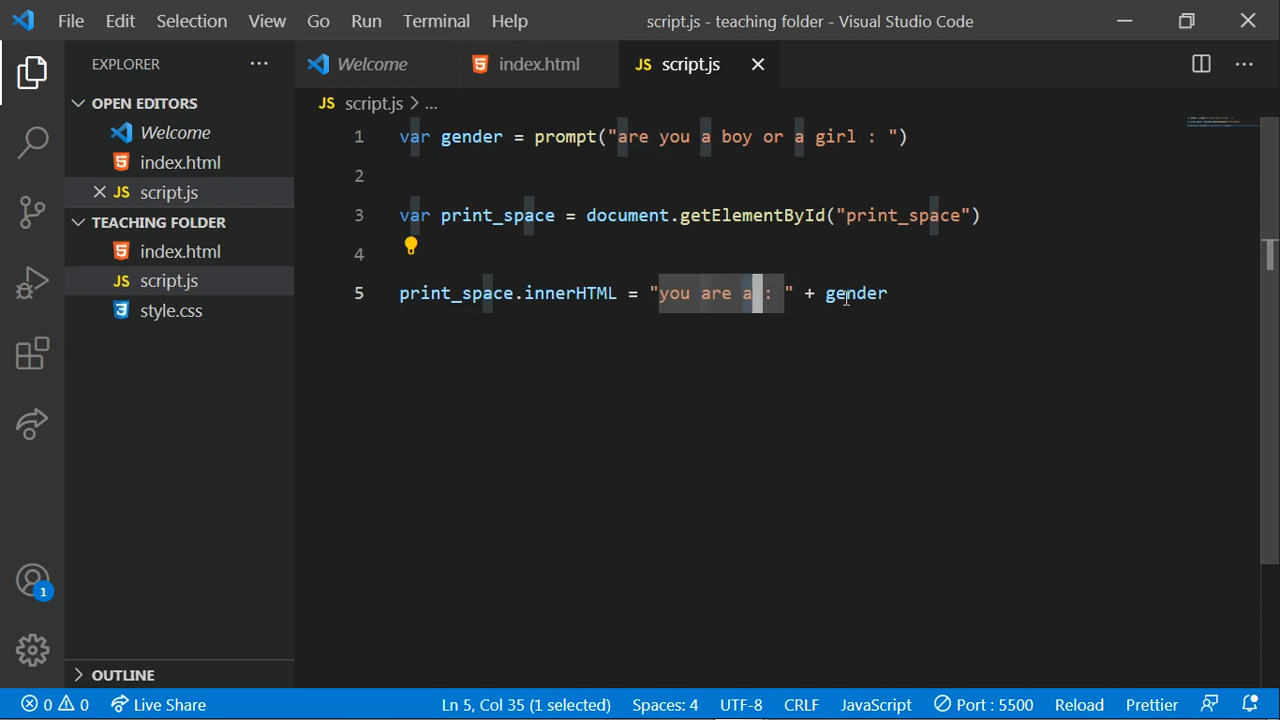 File Edit Selection View Go Run Terminal Help script.js - teaching folder - Visual Studio Code
EXPLORER
Welcome
index.html
JS script.js
OPEN EDITORS
Welcome
index.html
JS script.js
TEACHING FOLDER
index.html
JS script.js
style.css
OUTLINE
JS script.js > ...
1 var gender = prompt("are you a boy or a girl : ")
2
3 var print_space = document.getElementById("print_space")
4
5 print_space.innerHTML = "you are a : " + gender
1
0 0 Live Share Ln 5, Col 35 (1 selected) Spaces: 4 UTF-8 CRLF JavaScript Port : 5500 Reload Prettier